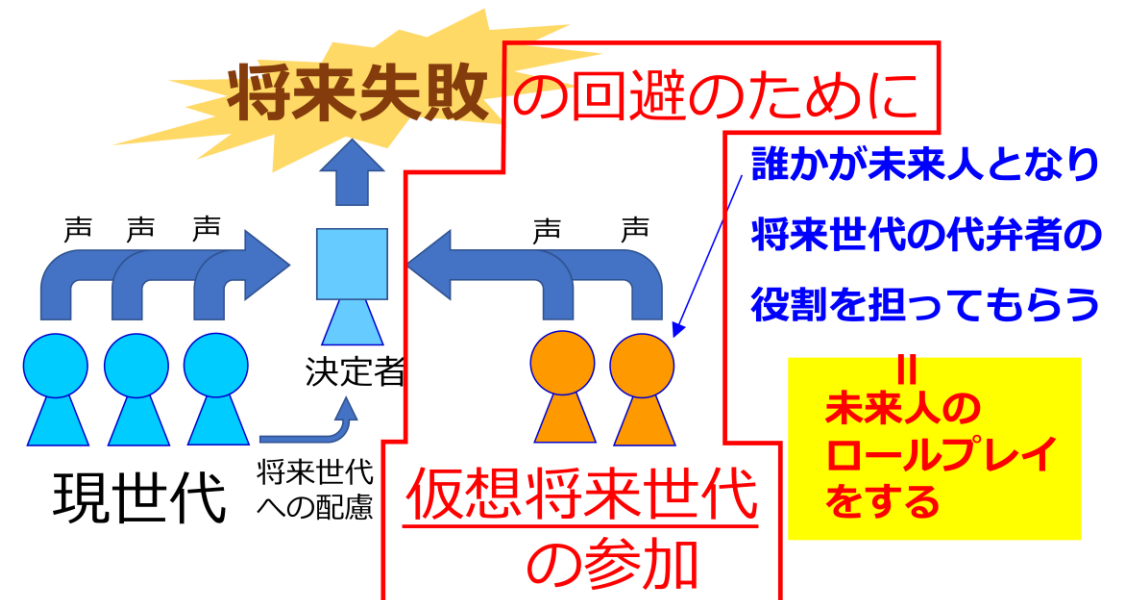 将来失敗の回避のために
誰かが未来人となり
将来世代の代弁者の
役割を担ってもらう
声 声 声
声 声
決定者
＝
未来人の
ロールプレイ
をする
現世代
将来世代
への配慮
仮想将来世代
の参加